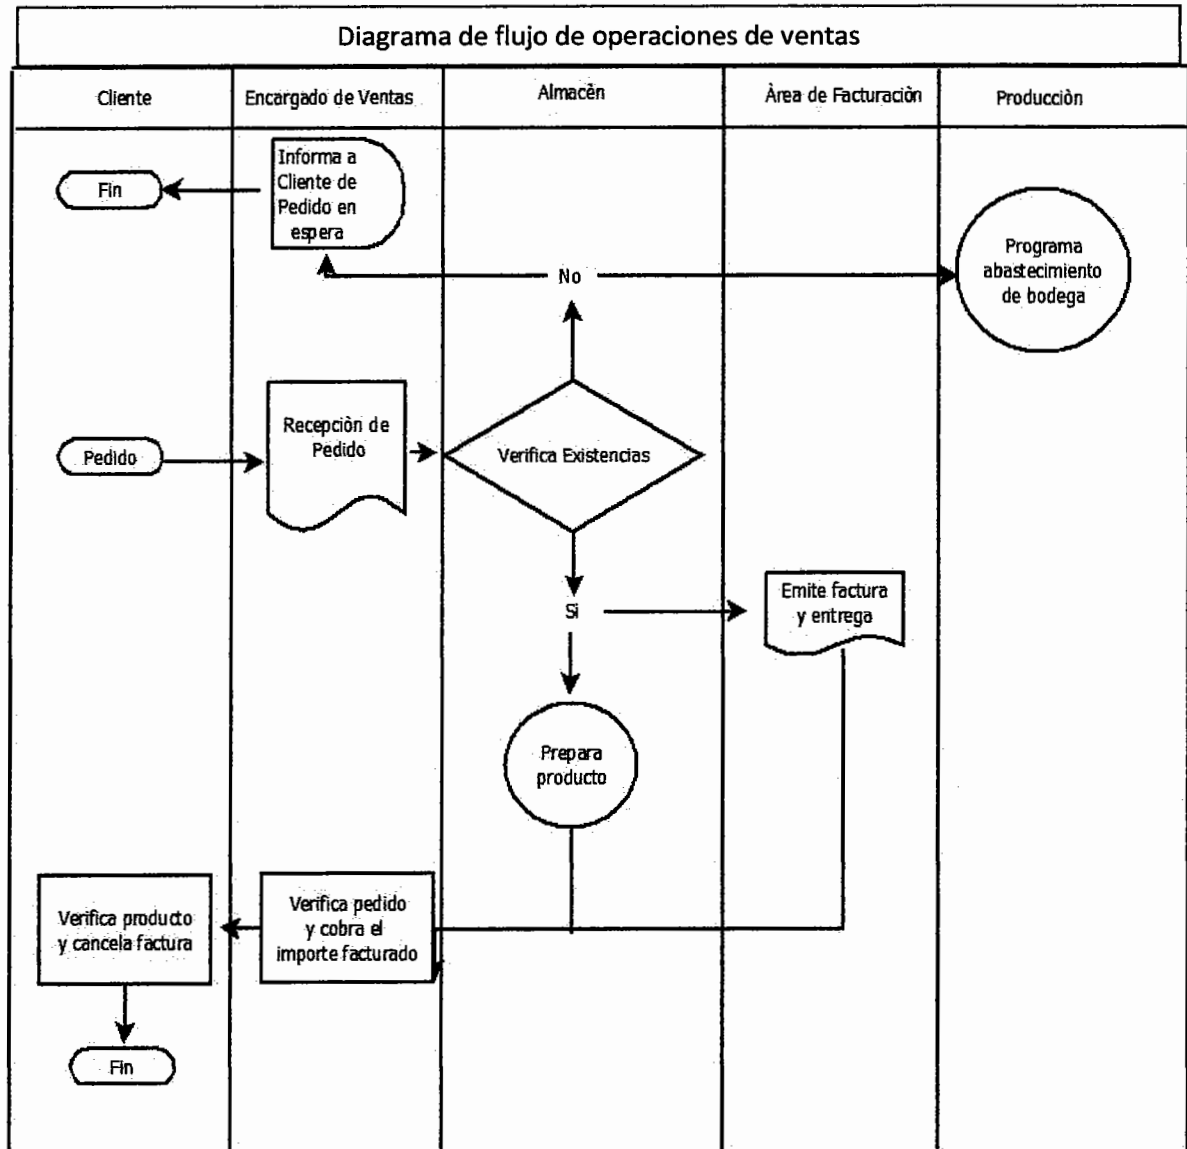 Diagrama de flujo de operaciones de ventas
Cliente
Encargado de Ventas
Almacèn
Àrea de Facturaciòn
Producciòn
Informa a
Cliente de
Pedido en
espera
Fin
Programa
abastecimiento
de bodega
No
Pedido
Recepciòn de
Pedido
Verifica Existencias
Si
Emite factura
y entrega
Prepara
producto
Verifica producto
y cancela factura
Verifica pedido
y cobra el
importe facturado
Fin